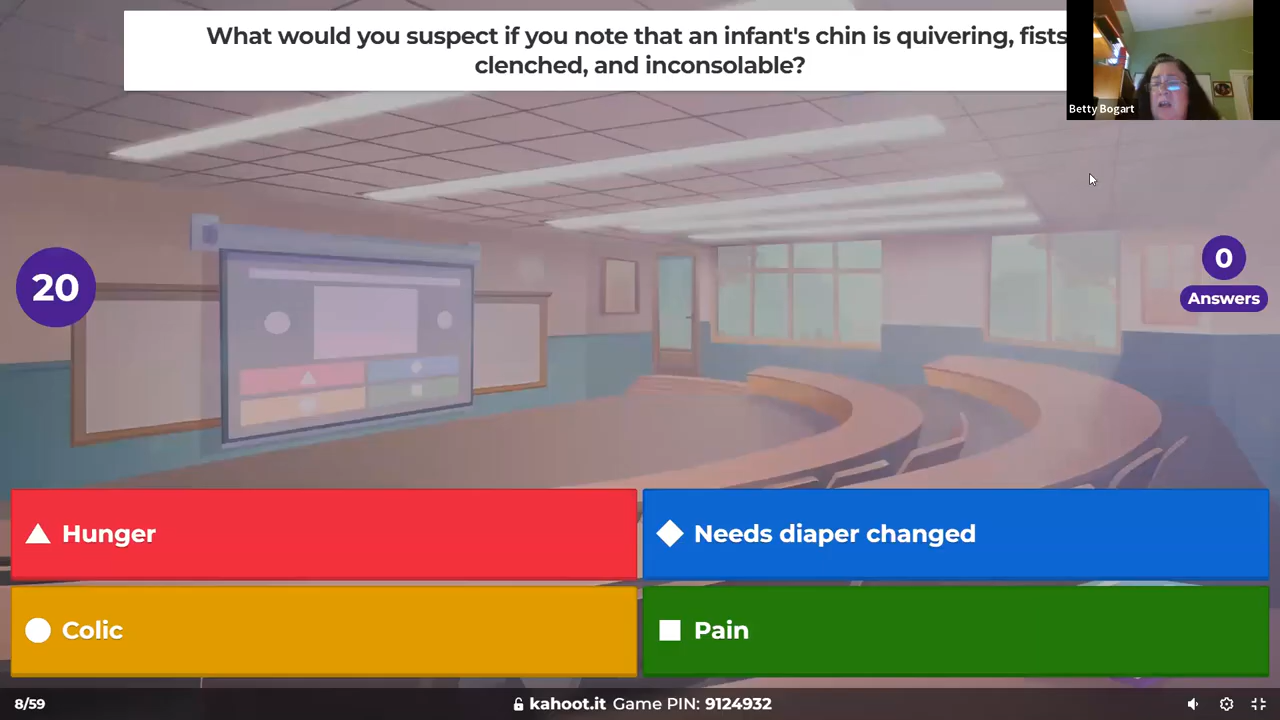 What would you suspect if you note that an infant's chin is quivering, fists
clenched, and inconsolable?
Betty Bogart
20
0
Answers
Hunger
Needs diaper changed
Colic
Pain
8/59
kahoot.it Game PIN: 9124932